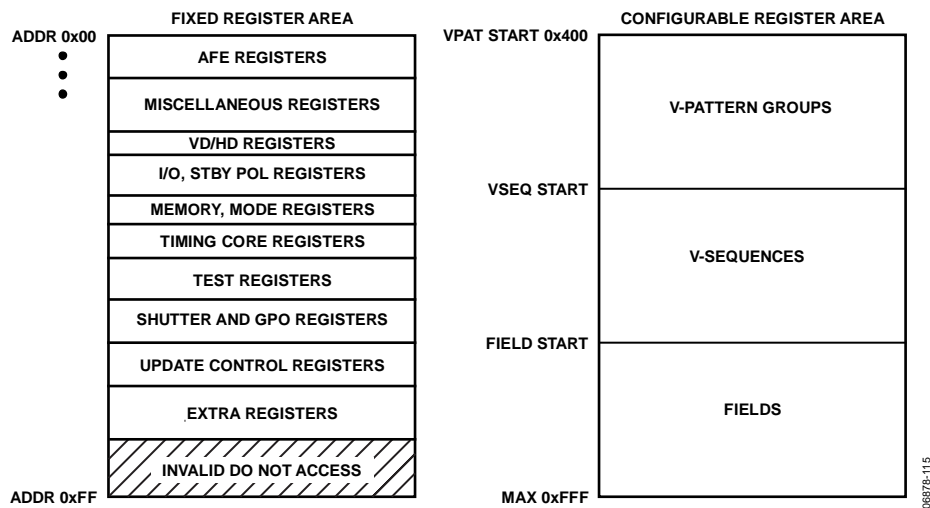 FIXED REGISTER AREA
ADDR 0x00
AFE REGISTERS
MISCELLANEOUS REGISTERS
VD/HD REGISTERS
I/O, STBY POL REGISTERS
MEMORY, MODE REGISTERS
TIMING CORE REGISTERS
TEST REGISTERS
SHUTTER AND GPO REGISTERS
UPDATE CONTROL REGISTERS
EXTRA REGISTERS
INVALID DO NOT ACCESS
ADDR 0xFF
CONFIGURABLE REGISTER AREA
VPAT START 0x400
V-PATTERN GROUPS
VSEQ START
V-SEQUENCES
FIELD START
FIELDS
MAX 0xFFF
06878-115